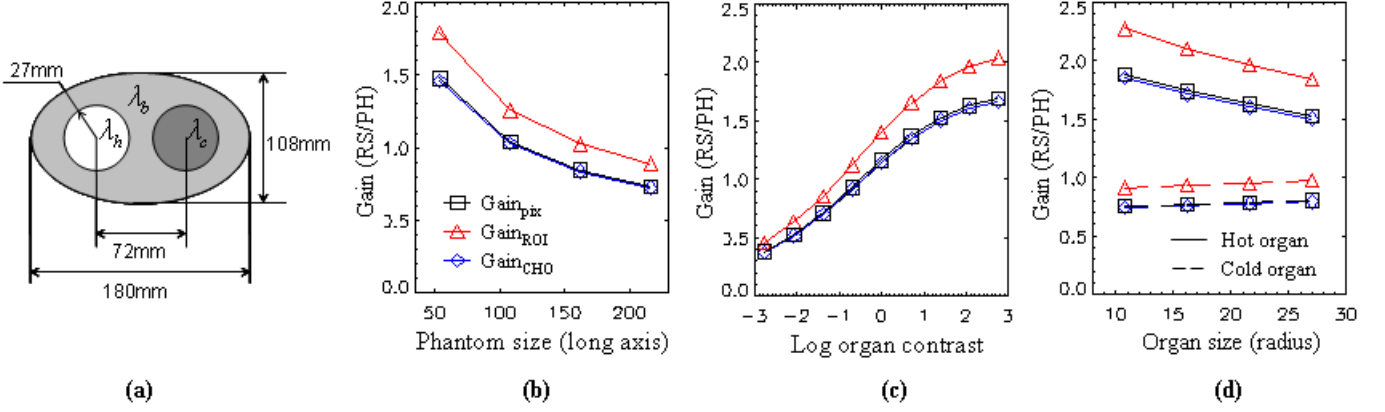 27mm
λb
λh
λc
108mm
72mm
180mm
(a)
Gain (RS/PH)
2.0
1.5
1.0
3.5
0.0
Gainpix
GainROI
GainCHO
50 100 150 200
Phantom size (long axis)
(b)
Gain (RS/PH)
2.5
2.0
1.5
1.0
3.5
0.0
−3 −2 −1 0 1 2 3
Log organ contrast
(c)
Gain (RS/PH)
2.5
2.0
1.5
1.0
0.5
0.0
Hot organ
Cold organ
10 15 20 25 30
Organ size (radius)
(d)